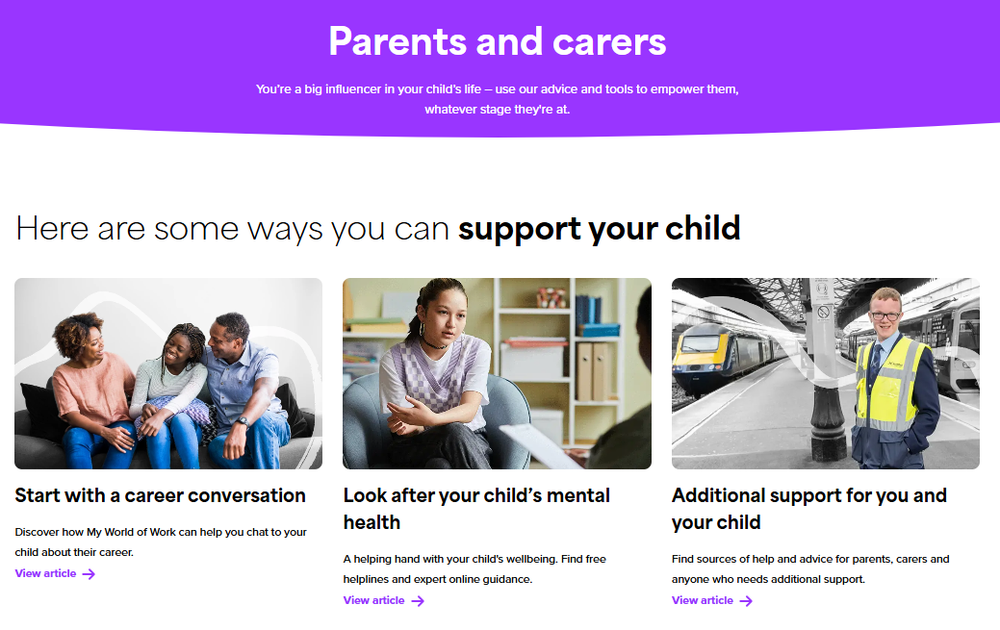 Parents and carers
You're a big influencer in your child's life – use our advice and tools to empower them,
whatever stage they're at.
Here are some ways you can support your child
Start with a career conversation
Discover how My World of Work can help you chat to your
child about their career.
View article
Look after your child's mental
health
A helping hand with your child's wellbeing. Find free
helplines and expert online guidance.
View article
Additional support for you and
your child
Find sources of help and advice for parents, carers and
anyone who needs additional support.
View article